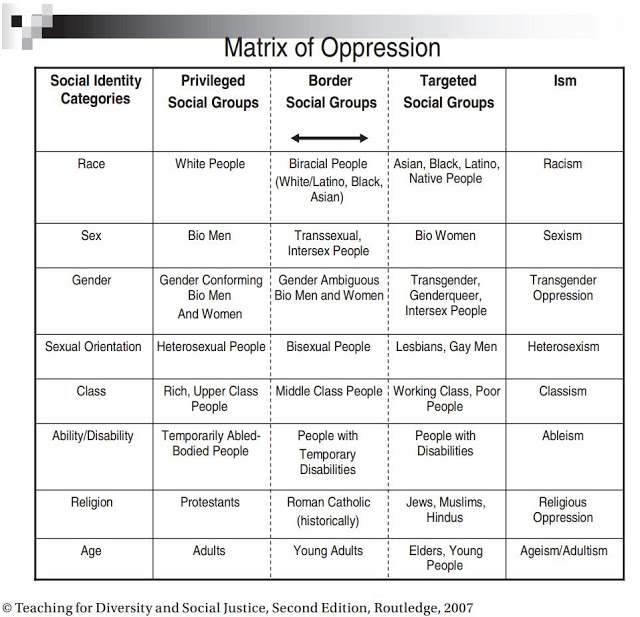 Matrix of Oppression
Social Identity
Categories
Privileged
Social Groups
Border
Social Groups
Targeted
Social Groups
Ism
Race
White People
Biracial People
(White/Latino, Black,
Asian)
Asian, Black, Latino,
Native People
Racism
Sex
Bio Men
Transsexual,
Intersex People
Bio Women
Sexism
Gender
Gender Conforming
Bio Men
And Women
Gender Ambiguous
Bio Men and Women
Transgender,
Genderqueer,
Intersex People
Transgender
Oppression
Sexual Orientation
Heterosexual People
Bisexual People
Lesbians, Gay Men
Heterosexism
Class
Rich, Upper Class
People
Middle Class People
Working Class, Poor
People
Classism
Ability/Disability
Temporarily Abled-
Bodied People
People with
Temporary
Disabilities
People with
Disabilities
Ableism
Religion
Protestants
Roman Catholic
(historically)
Jews, Muslims,
Hindus
Religious
Oppression
Age
Adults
Young Adults
Elders, Young
People
Ageism/Adultism
© Teaching for Diversity and Social Justice, Second Edition, Routledge, 2007